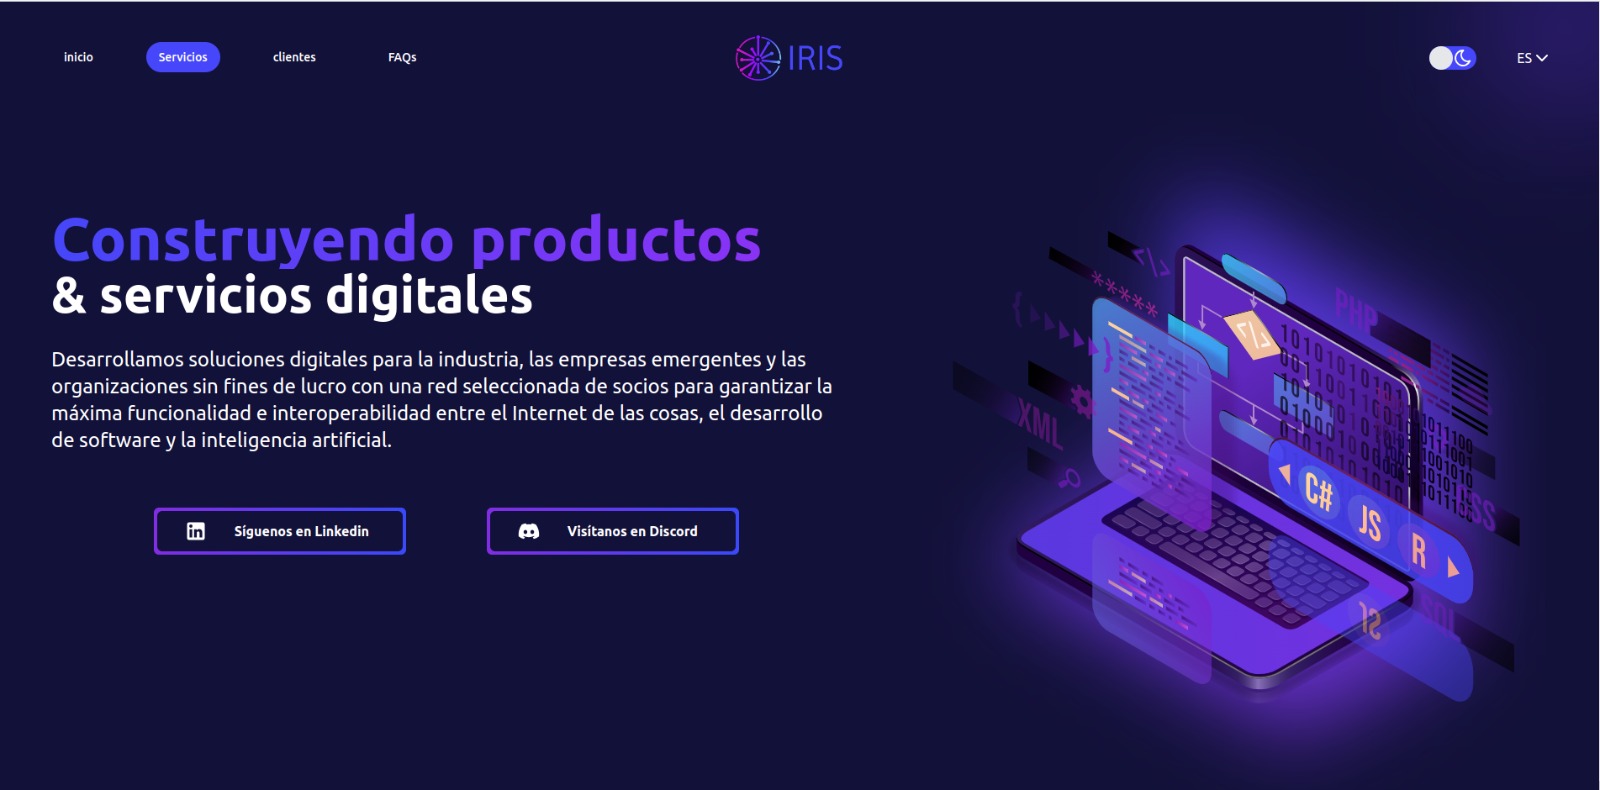 inicio
Servicios
clientes
FAQs
IRIS
ES
Construyendo productos
& servicios digitales
Desarrollamos soluciones digitales para la industria, las empresas emergentes y las
organizaciones sin fines de lucro con una red seleccionada de socios para garantizar la
máxima funcionalidad e interoperabilidad entre el Internet de las cosas, el desarrollo
de software y la inteligencia artificial.
Síguenos en Linkedin
Visítanos en Discord
</>
*****
PHP
</>
XML
C#
JS
R
SQL